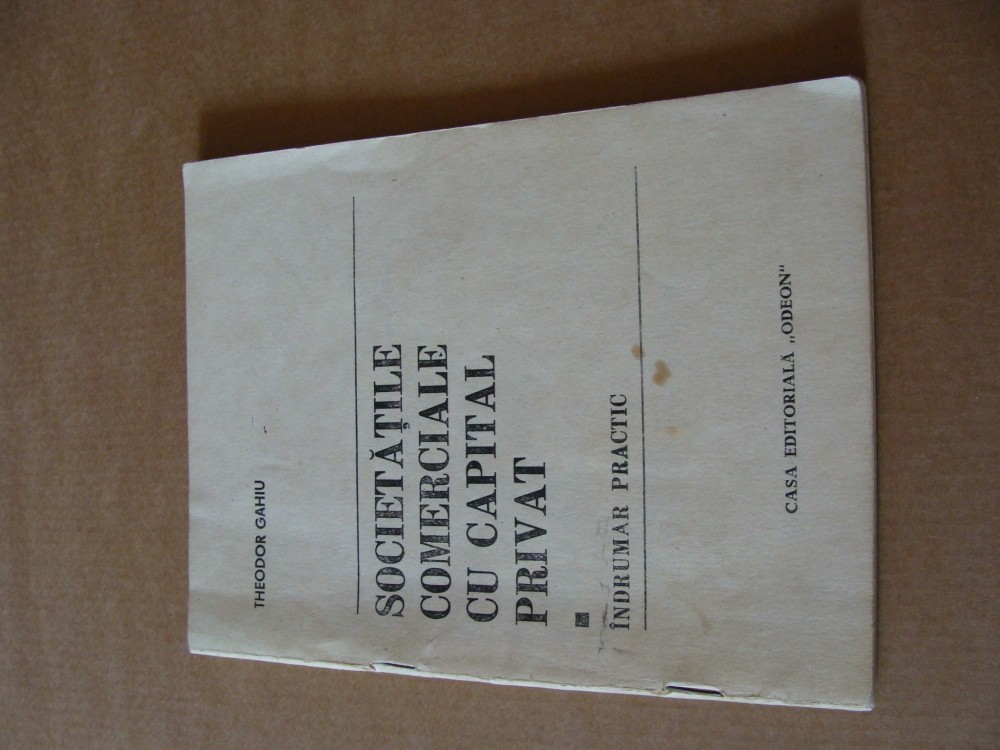 THEODOR GAHIU
SOCIETĂȚILE
COMERCIALE
CU CAPITAL
PRIVAT
ÎNDRUMAR PRACTIC
CASA EDITORIALĂ „ODEON"